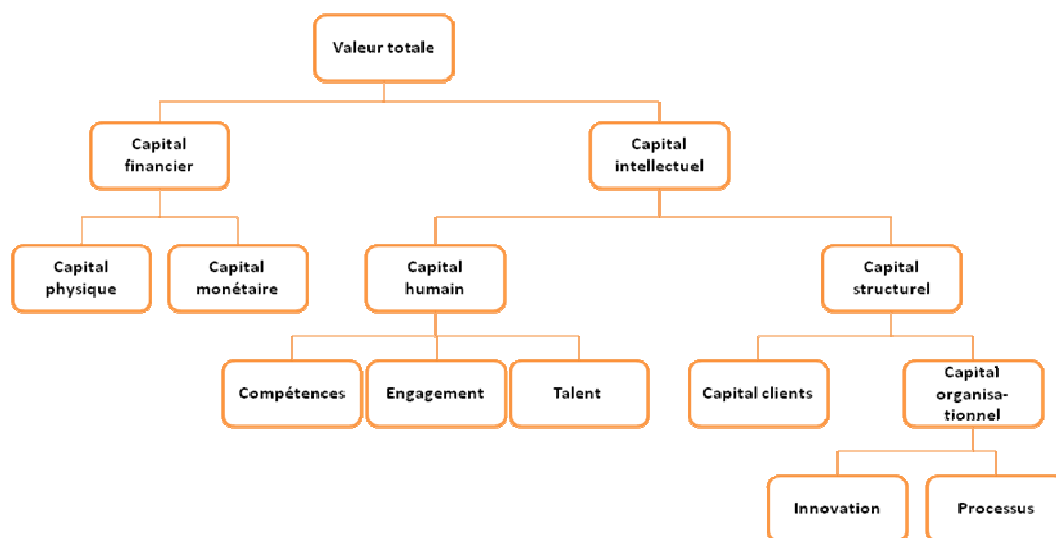 Valeur totale
Capital
financier
Capital
intellectuel
Capital
physique
Capital
monétaire
Capital
humain
Capital
structurel
Compétences
Engagement
Talent
Capital clients
Capital
organisa-
tionnel
Innovation
Processus